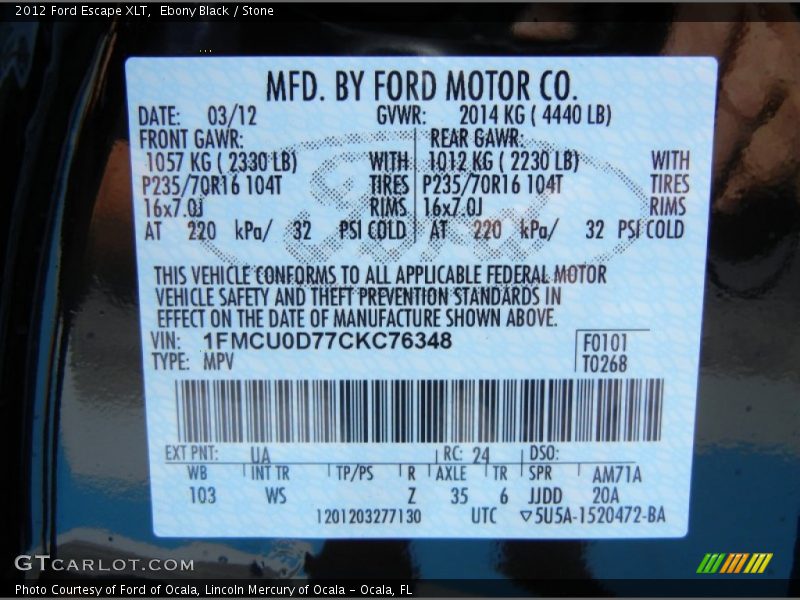 2012 Ford Escape XLT, Ebony Black / Stone
MFD. BY FORD MOTOR CO.
DATE: 03/12 GVWR: 2014 KG ( 4440 LB)
FRONT GAWR: REAR GAWR:
1057 KG ( 2330 LB) WITH 1012 KG ( 2230 LB) WITH
P235/70R16 104T TIRES P235/70R16 104T TIRES
16x7.0J RIMS 16x7.0J RIMS
AT 220 kPa/ 32 PSI COLD AT 220 kPa/ 32 PSI COLD
THIS VEHICLE CONFORMS TO ALL APPLICABLE FEDERAL MOTOR
VEHICLE SAFETY AND THEFT PREVENTION STANDARDS IN
EFFECT ON THE DATE OF MANUFACTURE SHOWN ABOVE.
VIN: 1FMCU0D77CKC76348 F0101
TYPE: MPV T0268
EXT PNT: UA RC: 24 DSO:
WB INT TR TP/PS R AXLE TR SPR AM71A
103 WS Z 35 6 JJDD 20A
1201203277130 UTC ▽5U5A-1520472-BA
GTCARLOT.COM
Photo Courtesy of Ford of Ocala, Lincoln Mercury of Ocala - Ocala, FL